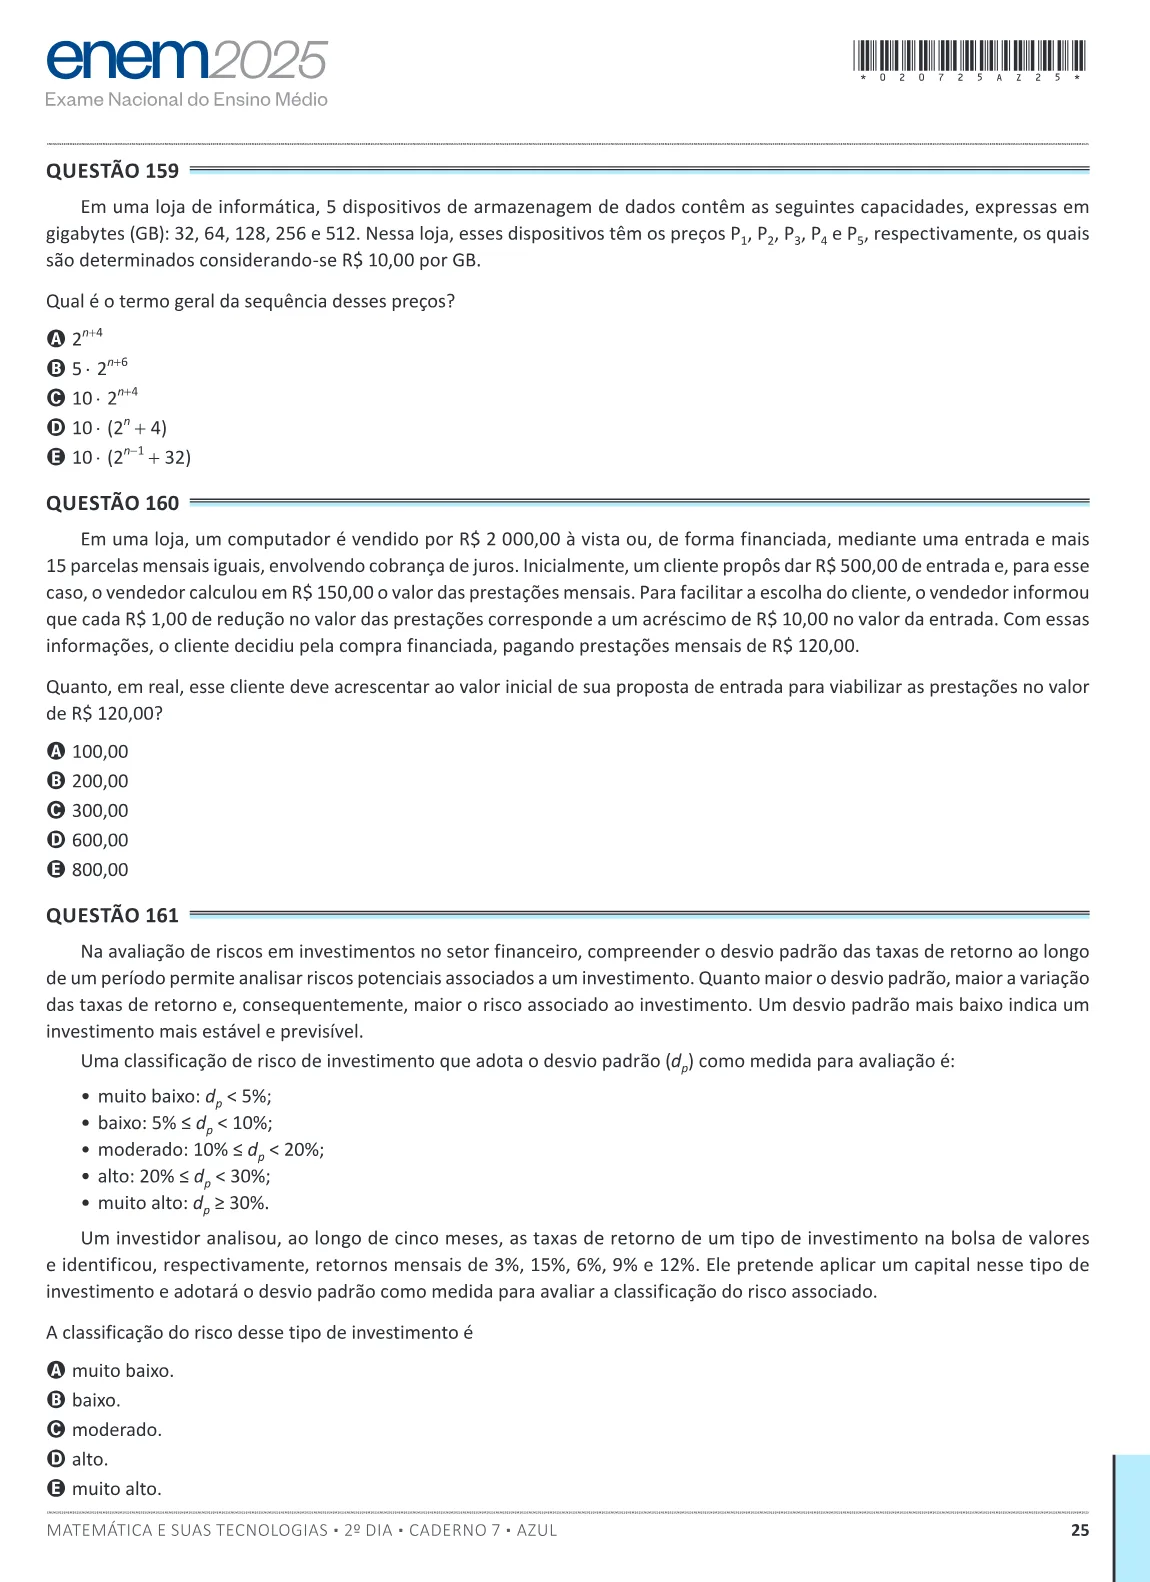 enem2025
Exame Nacional do Ensino Médio
*020725AZ25*
QUESTÃO 159
Em uma loja de informática, 5 dispositivos de armazenagem de dados contêm as seguintes capacidades, expressas em
gigabytes (GB): 32, 64, 128, 256 e 512. Nessa loja, esses dispositivos têm os preços P₁, P₂, P₃, P₄ e P₅, respectivamente, os quais
são determinados considerando-se R$ 10,00 por GB.
Qual é o termo geral da sequência desses preços?
A 2ⁿ⁺⁴
B 5 · 2ⁿ⁺⁶
C 10 · 2ⁿ⁺⁴
D 10 · (2ⁿ + 4)
E 10 · (2ⁿ⁻¹ + 32)
QUESTÃO 160
Em uma loja, um computador é vendido por R$ 2 000,00 à vista ou, de forma financiada, mediante uma entrada e mais
15 parcelas mensais iguais, envolvendo cobrança de juros. Inicialmente, um cliente propôs dar R$ 500,00 de entrada e, para esse
caso, o vendedor calculou em R$ 150,00 o valor das prestações mensais. Para facilitar a escolha do cliente, o vendedor informou
que cada R$ 1,00 de redução no valor das prestações corresponde a um acréscimo de R$ 10,00 no valor da entrada. Com essas
informações, o cliente decidiu pela compra financiada, pagando prestações mensais de R$ 120,00.
Quanto, em real, esse cliente deve acrescentar ao valor inicial de sua proposta de entrada para viabilizar as prestações no valor
de R$ 120,00?
A 100,00
B 200,00
C 300,00
D 600,00
E 800,00
QUESTÃO 161
Na avaliação de riscos em investimentos no setor financeiro, compreender o desvio padrão das taxas de retorno ao longo
de um período permite analisar riscos potenciais associados a um investimento. Quanto maior o desvio padrão, maior a variação
das taxas de retorno e, consequentemente, maior o risco associado ao investimento. Um desvio padrão mais baixo indica um
investimento mais estável e previsível.
Uma classificação de risco de investimento que adota o desvio padrão (dₚ) como medida para avaliação é:
• muito baixo: dₚ < 5%;
• baixo: 5% ≤ dₚ < 10%;
• moderado: 10% ≤ dₚ < 20%;
• alto: 20% ≤ dₚ < 30%;
• muito alto: dₚ ≥ 30%.
Um investidor analisou, ao longo de cinco meses, as taxas de retorno de um tipo de investimento na bolsa de valores
e identificou, respectivamente, retornos mensais de 3%, 15%, 6%, 9% e 12%. Ele pretende aplicar um capital nesse tipo de
investimento e adotará o desvio padrão como medida para avaliar a classificação do risco associado.
A classificação do risco desse tipo de investimento é
A muito baixo.
B baixo.
C moderado.
D alto.
E muito alto.
MATEMÁTICA E SUAS TECNOLOGIAS • 2º DIA • CADERNO 7 • AZUL
25